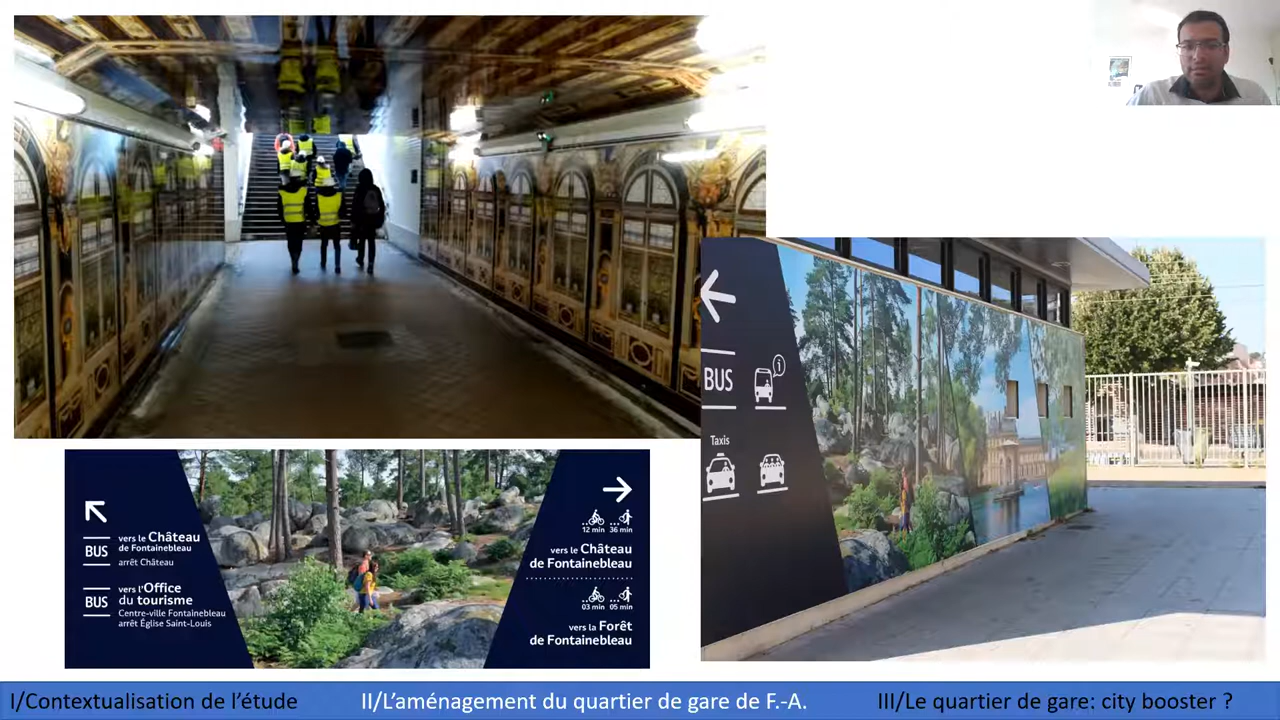 BUS
Taxis
vers le Château
de Fontainebleau
BUS
arrêt Château
vers l'Office
du tourisme
BUS
Centre-ville Fontainebleau
arrêt Église Saint-Louis
12 min 36 min
vers le Château
de Fontainebleau
03 min 05 min
vers la Forêt
de Fontainebleau
I/Contextualisation de l'étude
II/L'aménagement du quartier de gare de F.-A.
III/Le quartier de gare: city booster ?